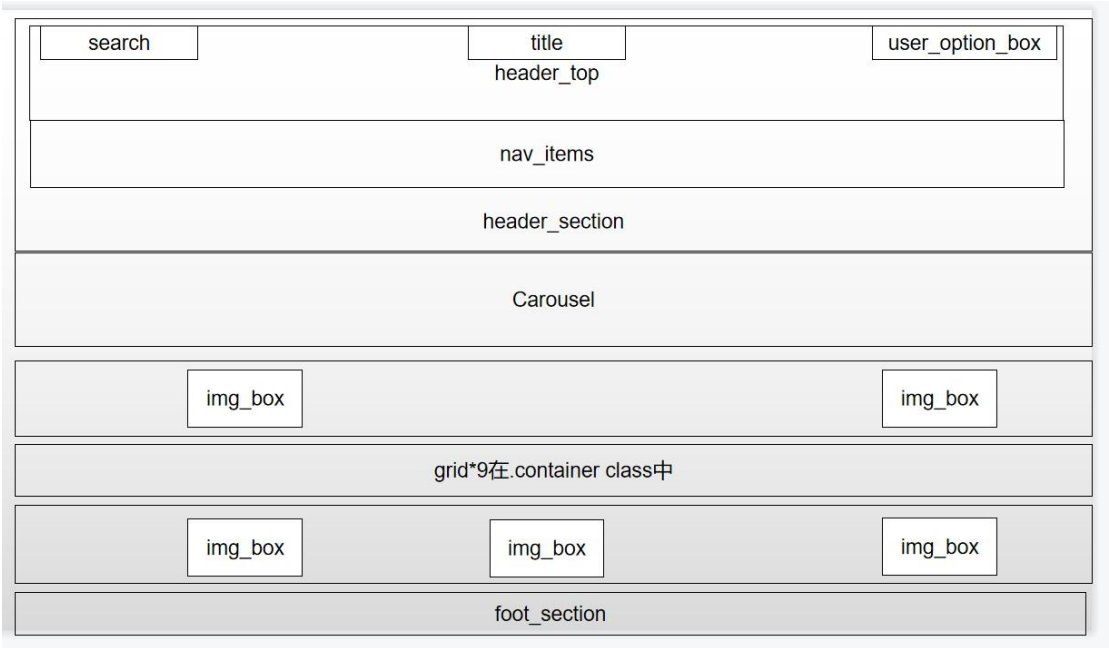 search
title
user_option_box
header_top
nav_items
header_section
Carousel
img_box
img_box
grid*9在.container class中
img_box
img_box
img_box
foot_section